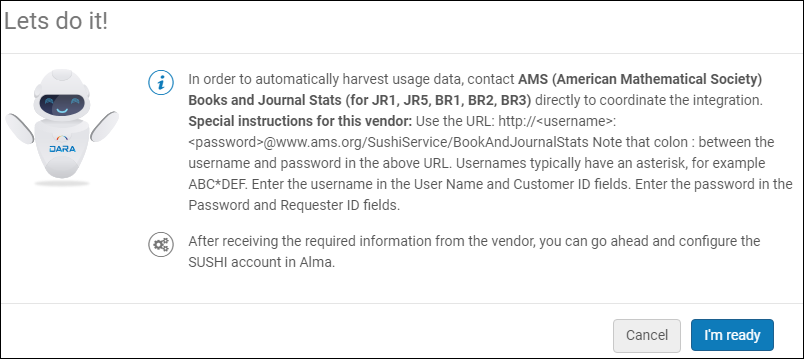 Lets do it!
In order to automatically harvest usage data, contact AMS (American Mathematical Society)
Books and Journal Stats (for JR1, JR5, BR1, BR2, BR3) directly to coordinate the integration.
Special instructions for this vendor: Use the URL: http://<username>:
<password>@www.ams.org/SushiService/BookAndJournalStats Note that colon : between the
username and password in the above URL. Usernames typically have an asterisk, for example
ABC*DEF. Enter the username in the User Name and Customer ID fields. Enter the password in the
Password and Requester ID fields.
DARA
After receiving the required information from the vendor, you can go ahead and configure the
SUSHI account in Alma.
Cancel
I'm ready